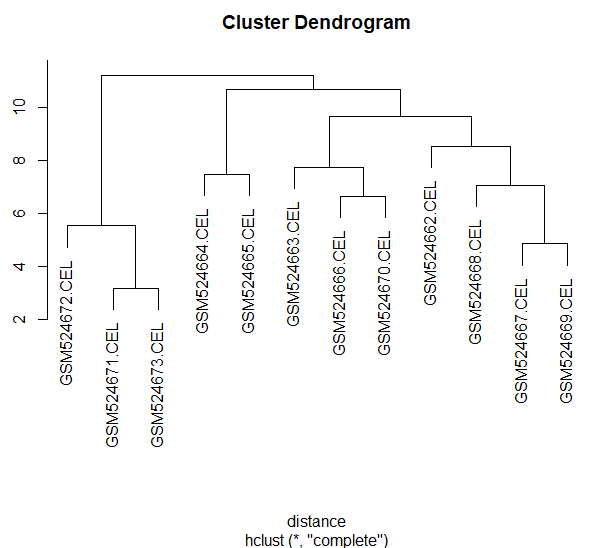 Cluster Dendrogram
10
8
6
4
2
GSM524672.CEL
GSM524671.CEL
GSM524673.CEL
GSM524664.CEL
GSM524665.CEL
GSM524663.CEL
GSM524666.CEL
GSM524670.CEL
GSM524662.CEL
GSM524668.CEL
GSM524667.CEL
GSM524669.CEL
distance
hclust (*, "complete")